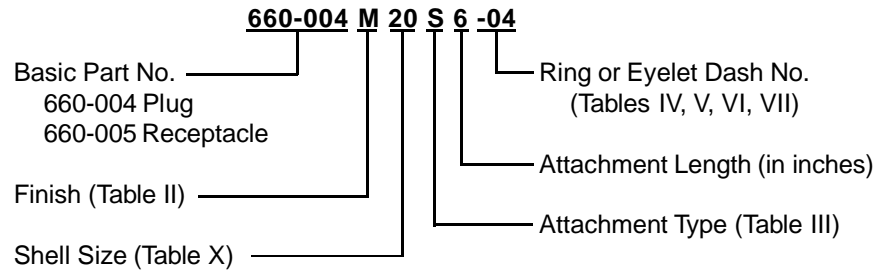 660-004 M 20 S 6 -04
Basic Part No.
660-004 Plug
660-005 Receptacle
Finish (Table II)
Shell Size (Table X)
Ring or Eyelet Dash No.
(Tables IV, V, VI, VII)
Attachment Length (in inches)
Attachment Type (Table III)